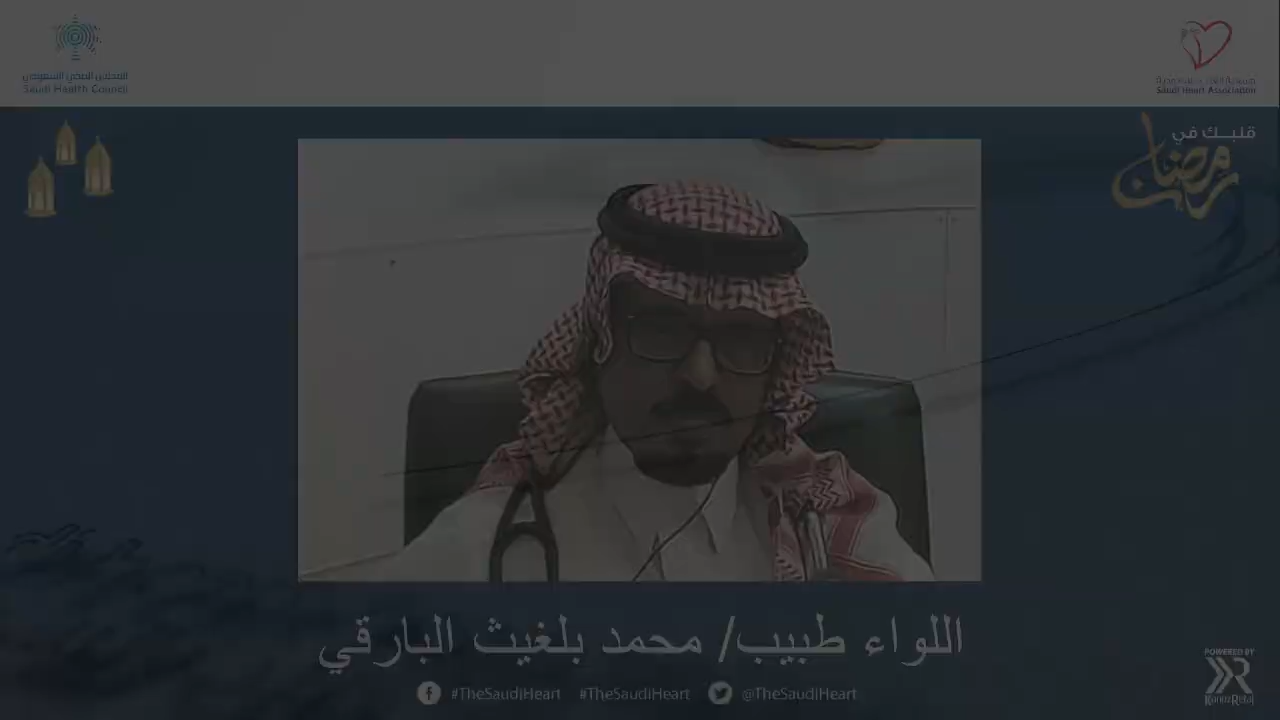 المجلس الصحي السعودي
Saudi Health Council
Saudi Heart Association
قلبك في
رمضان
اللواء طبيب/ محمد بلغيث البارقي
#TheSaudiHeart #TheSaudiHeart @TheSaudiHeart
POWERED BY